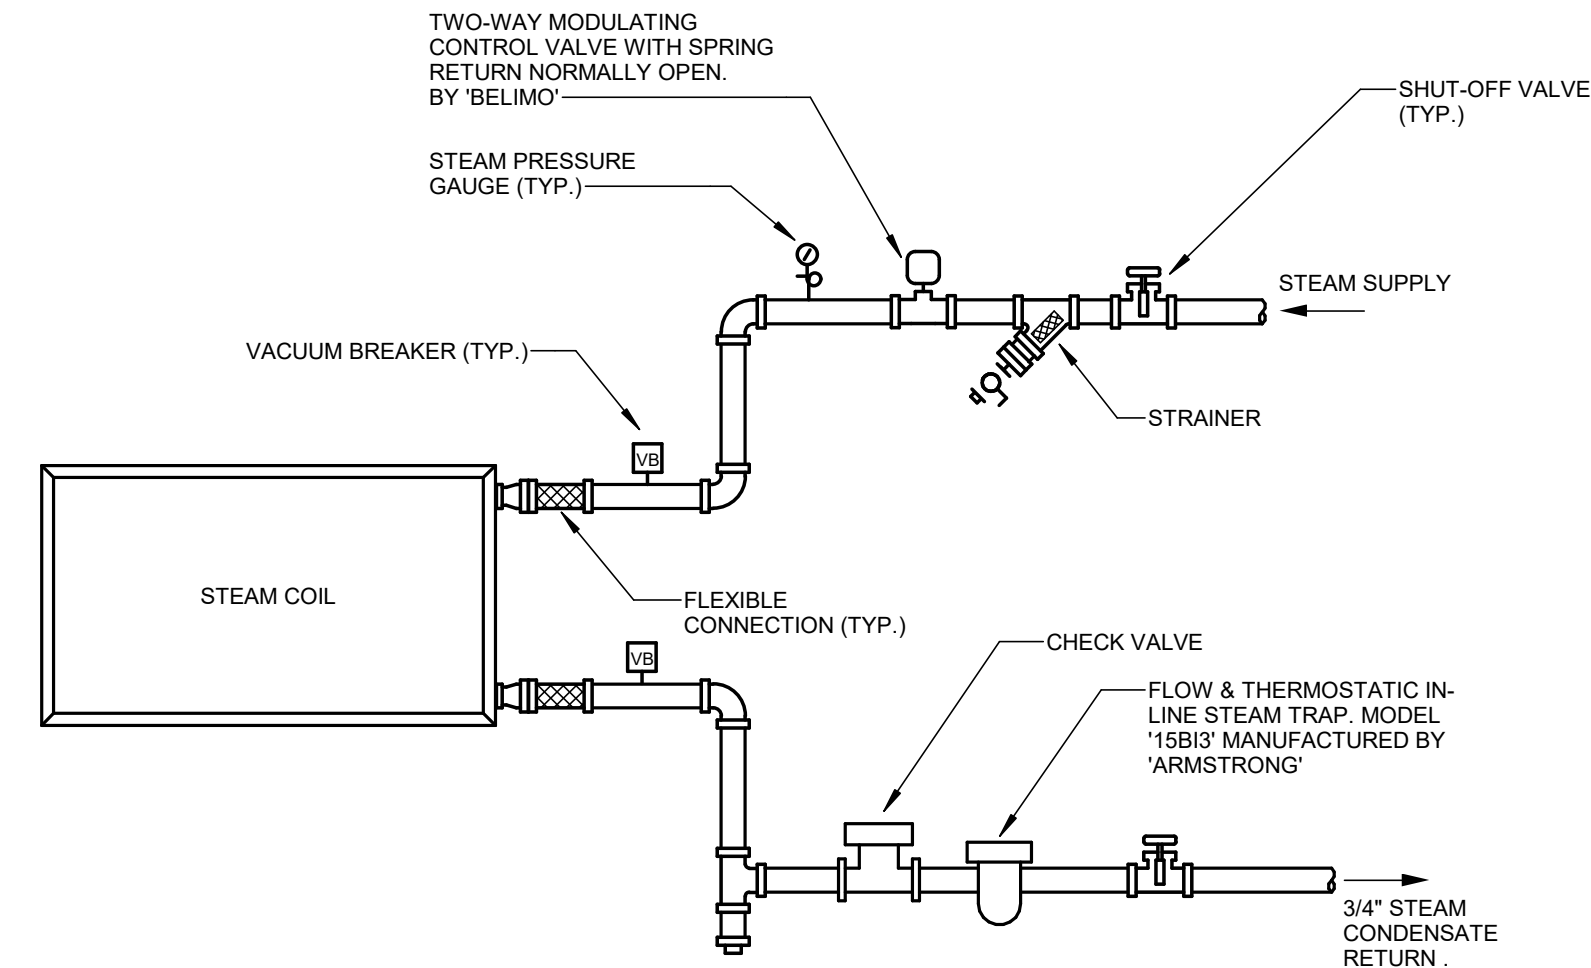 TWO-WAY MODULATING
CONTROL VALVE WITH SPRING
RETURN NORMALLY OPEN.
BY 'BELIMO'
SHUT-OFF VALVE
(TYP.)
STEAM PRESSURE
GAUGE (TYP.)
STEAM SUPPLY
VACUUM BREAKER (TYP.)
STRAINER
VB
STEAM COIL
FLEXIBLE
CONNECTION (TYP.)
VB
CHECK VALVE
FLOW & THERMOSTATIC IN-
LINE STEAM TRAP. MODEL
'15BI3' MANUFACTURED BY
'ARMSTRONG'
3/4" STEAM
CONDENSATE
RETURN .